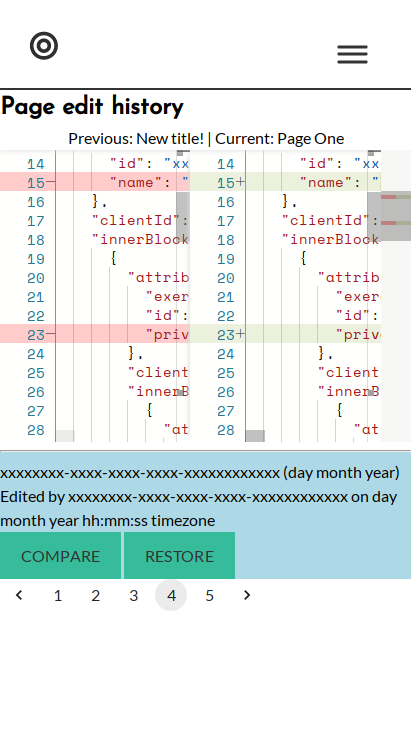 Page edit history
Previous: New title! | Current: Page One
14 "id": "xx 14 "id": "xx
15— "name": " 15+ "name": "
16 }, 16 },
17 "clientId": 17 "clientId":
18 "innerBlock 18 "innerBlock
19 { 19 {
20 "attrib 20 "attrib
21 "exer 21 "exer
22 "id": 22 "id":
23— "priv 23+ "priv
24 }, 24 },
25 "client 25 "client
26 "innerB 26 "innerB
27 { 27 {
28 "at 28 "at
xxxxxxxx-xxxx-xxxx-xxxx-xxxxxxxxxxxx (day month year)
Edited by xxxxxxxx-xxxx-xxxx-xxxx-xxxxxxxxxxxx on day
month year hh:mm:ss timezone
COMPARE RESTORE
1 2 3 4 5